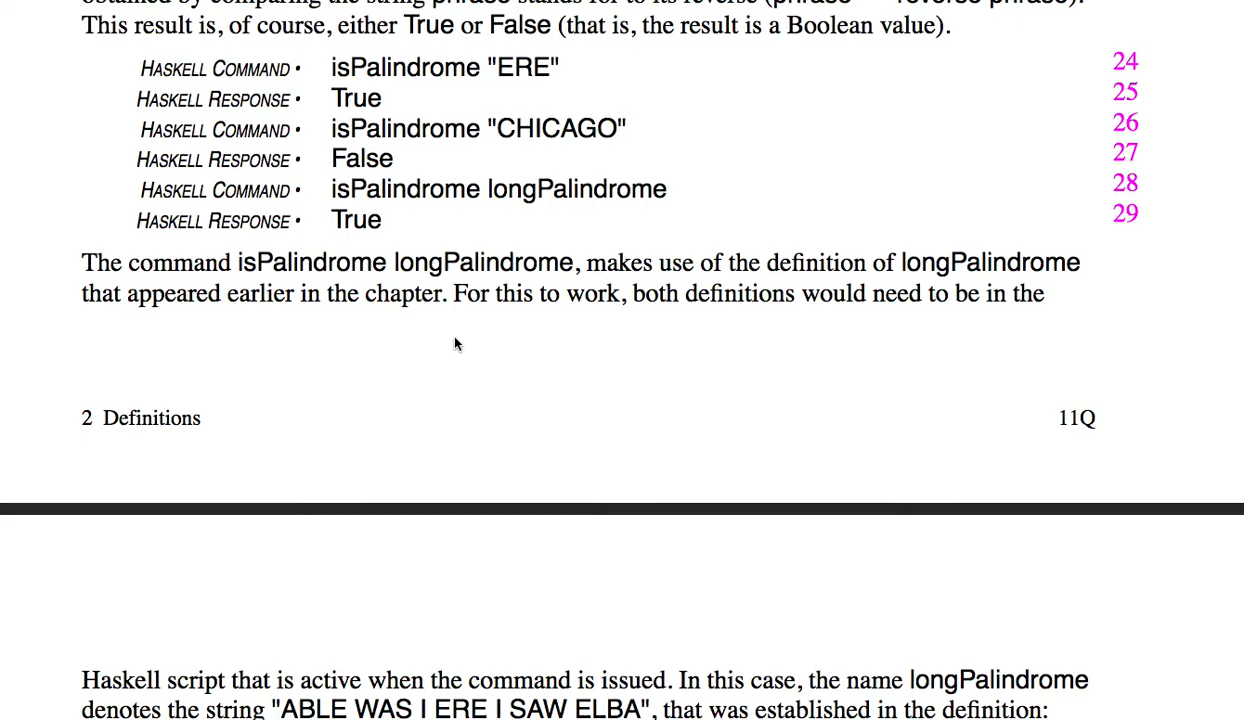 This result is, of course, either True or False (that is, the result is a Boolean value).
HASKELL COMMAND • isPalindrome "ERE" 24
HASKELL RESPONSE • True 25
HASKELL COMMAND • isPalindrome "CHICAGO" 26
HASKELL RESPONSE • False 27
HASKELL COMMAND • isPalindrome longPalindrome 28
HASKELL RESPONSE • True 29
The command isPalindrome longPalindrome, makes use of the definition of longPalindrome
that appeared earlier in the chapter. For this to work, both definitions would need to be in the
2 Definitions 11Q
Haskell script that is active when the command is issued. In this case, the name longPalindrome
denotes the string "ABLE WAS I ERE I SAW ELBA", that was established in the definition: